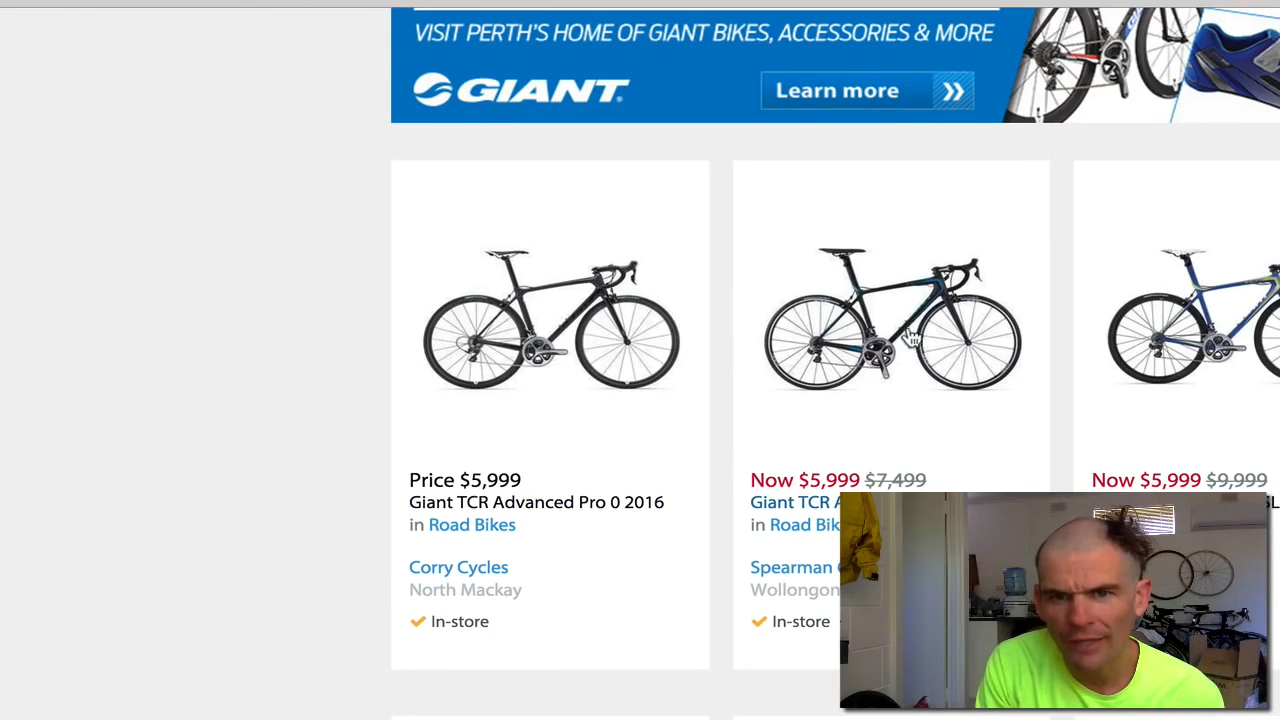 VISIT PERTH'S HOME OF GIANT BIKES, ACCESSORIES & MORE
GIANT
Learn more
Price $5,999
Giant TCR Advanced Pro 0 2016
in Road Bikes
Corry Cycles
North Mackay
In-store
Now $5,999 $7,499
Giant TCR
in Road
Spearman
In-store
Now $5,999 $9,999